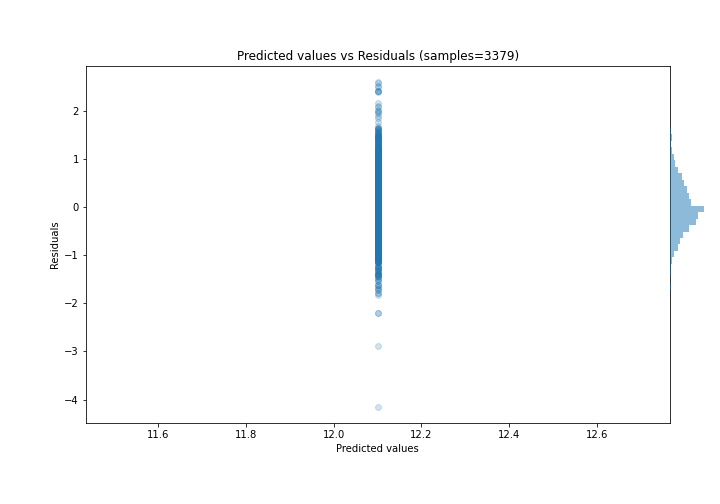 Predicted values vs Residuals (samples=3379)
2
1
0
−1
−2
−3
−4
Residuals
11.6 11.8 12.0 12.2 12.4 12.6
Predicted values